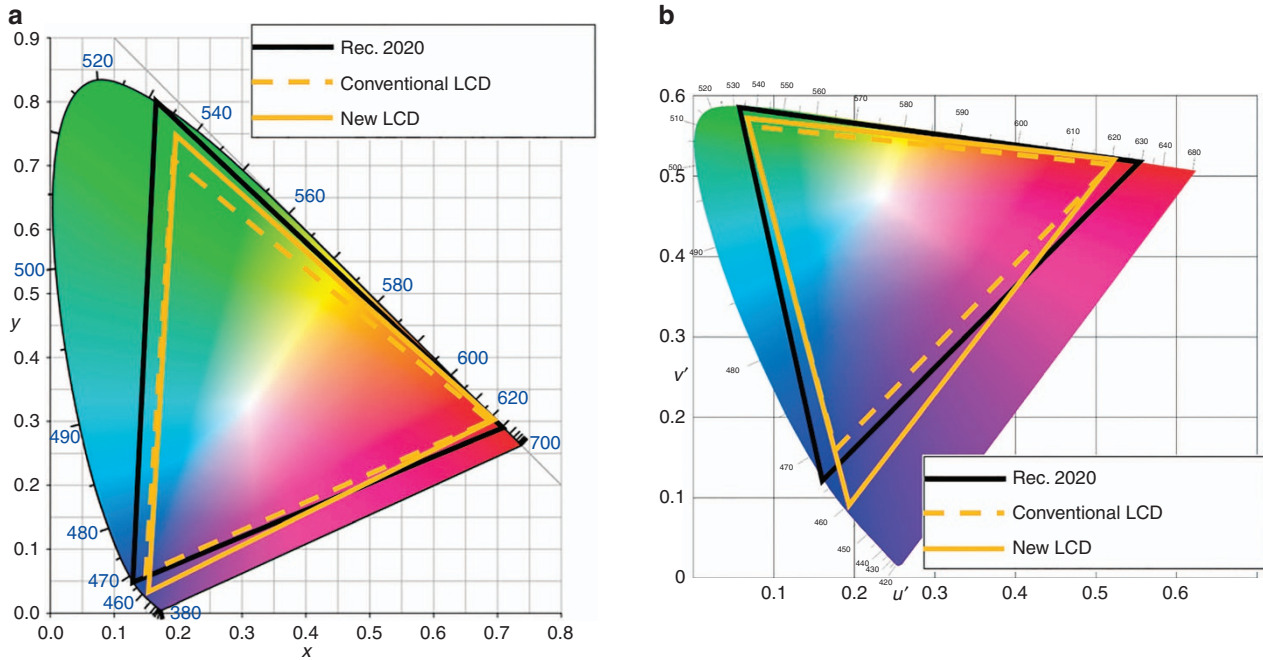 a
Rec. 2020
Conventional LCD
New LCD
0.9
0.8
0.7
0.6
0.5
0.4
0.3
0.2
0.1
0.0
y
0.0 0.1 0.2 0.3 0.4 0.5 0.6 0.7 0.8
x
520
540
560
580
600
620
700
500
490
480
470
460
380
b
0.6
0.5
0.4
0.3
0.2
0.1
0
v′
0.1 0.2 0.3 0.4 0.5 0.6
u′
520 530 540 550 560 570 580 590 600 610 620 630 640 680
510
500
490
480
470
460
450
440
430
420
Rec. 2020
Conventional LCD
New LCD